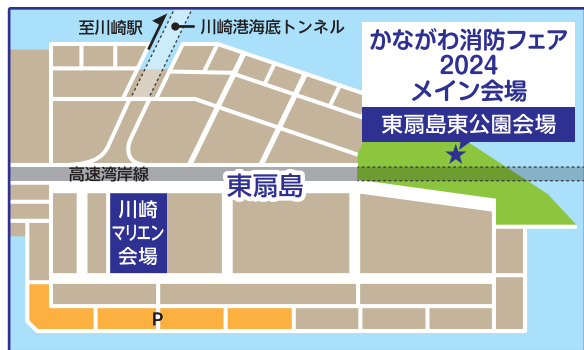 至川崎駅
川崎港海底トンネル
かながわ消防フェア
2024
メイン会場
東扇島東公園会場
高速湾岸線
東扇島
川崎
マリエン
会場
P